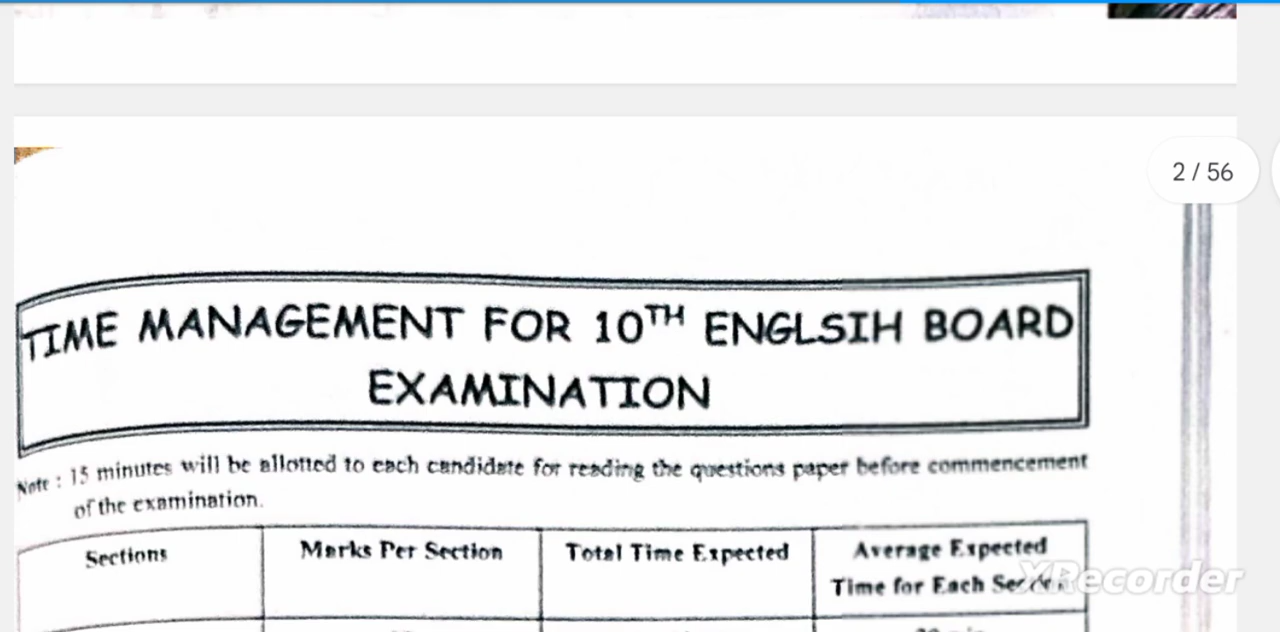 2 / 56
TIME MANAGEMENT FOR 10TH ENGLSIH BOARD
EXAMINATION
Note : 15 minutes will be allotted to each candidate for reading the questions paper before commencement
of the examination.
Sections
Marks Per Section
Total Time Expected
Average Expected
Time for Each
XRecorder